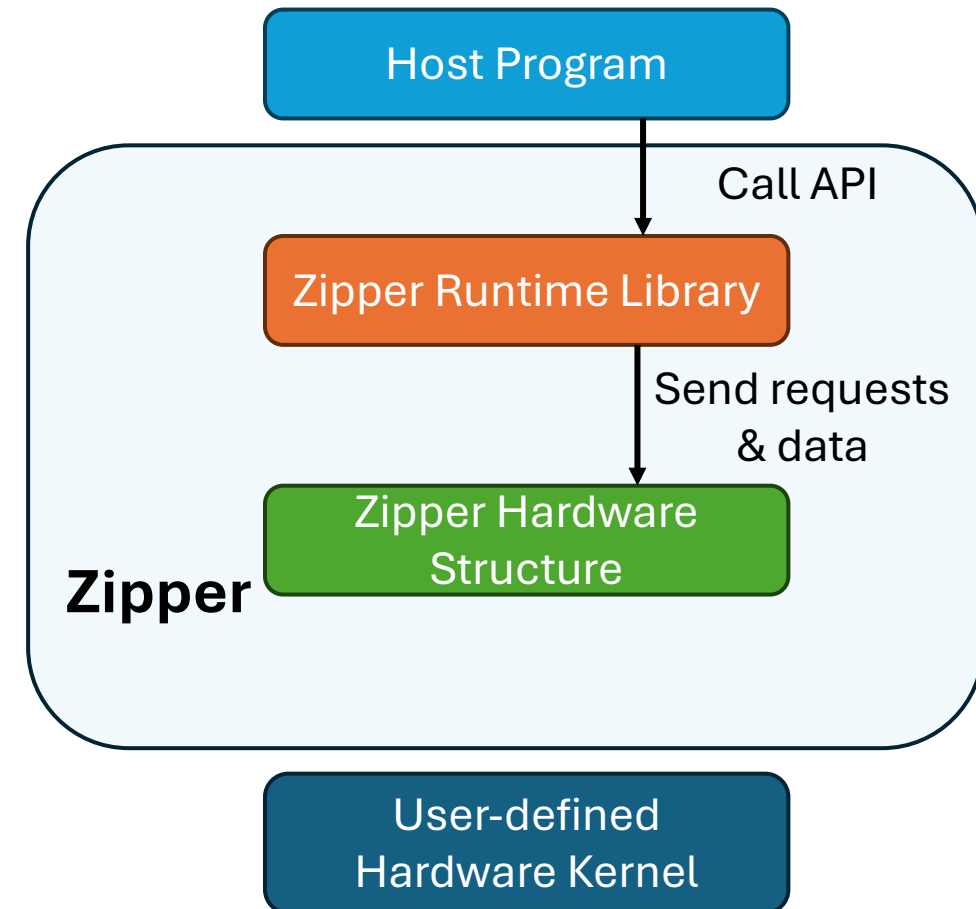 Host Program
Call API
Zipper Runtime Library
Send requests
& data
Zipper Hardware
Structure
Zipper
User-defined
Hardware Kernel